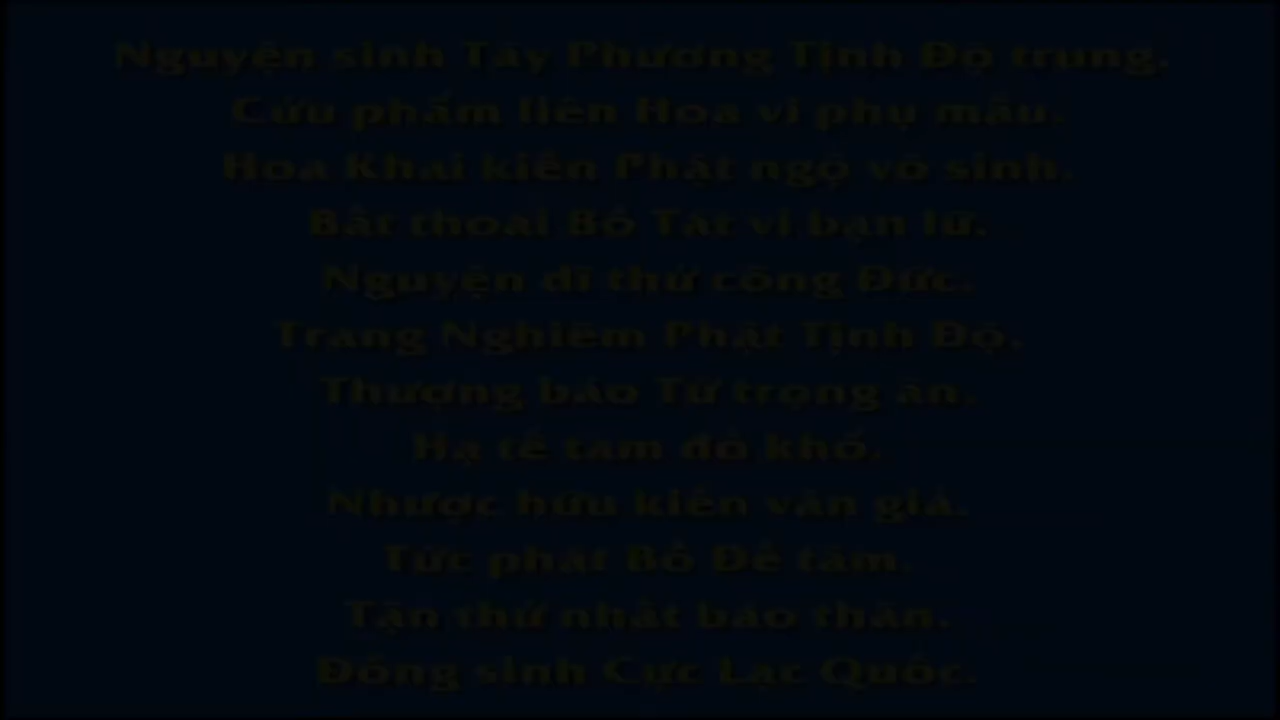 Nguyện sinh Tây Phương Tịnh Độ trung.
Cửu phẩm liên Hoa vi phụ mẫu.
Hoa Khai kiến Phật ngộ vô sinh.
Bất thoái Bồ Tát vi bạn lữ.
Nguyện dĩ thử công Đức.
Trang Nghiêm Phật Tịnh Độ.
Thượng báo Tứ trọng ân.
Hạ tế tam đồ khổ.
Nhược hữu kiến văn giả.
Tức phát Bồ Đề tâm.
Tận thử nhất báo thân.
Đồng sinh Cực Lạc Quốc.